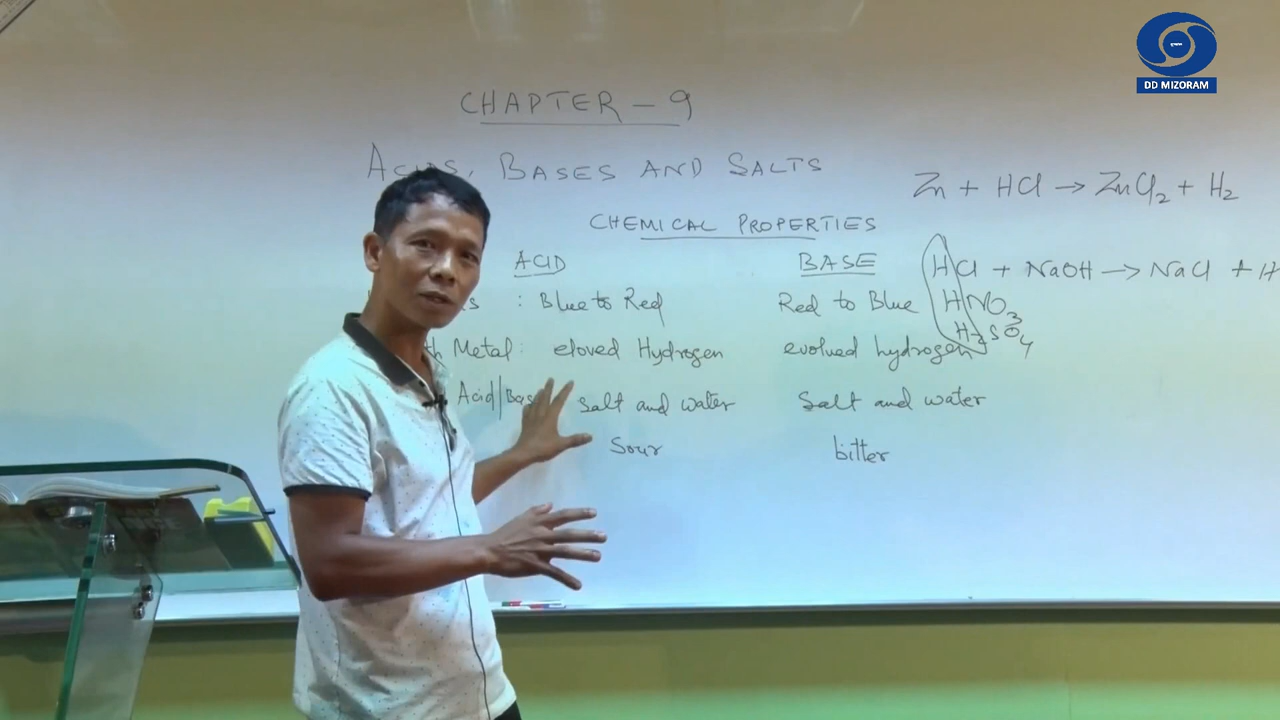 DD MIZORAM
CHAPTER - 9
ACIDS, BASES AND SALTS
CHEMICAL PROPERTIES
ACID BASE
: Blue to Red Red to Blue
Metal : eloved Hydrogen evolved hydrogen
Acid/Bas salt and water Salt and water
Sour bitter
Zn + HCl → ZnCl₂ + H₂
HCl + NaOH → NaCl + H
HNO₃
H₂SO₄